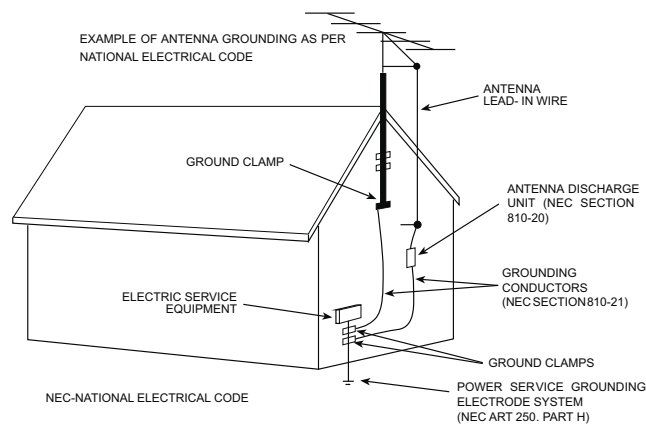 EXAMPLE OF ANTENNA GROUNDING AS PER
NATIONAL ELECTRICAL CODE
ANTENNA
LEAD- IN WIRE
GROUND CLAMP
ANTENNA DISCHARGE
UNIT (NEC SECTION
810-20)
GROUNDING
CONDUCTORS
(NEC SECTION 810-21)
ELECTRIC SERVICE
EQUIPMENT
GROUND CLAMPS
POWER SERVICE GROUNDING
ELECTRODE SYSTEM
(NEC ART 250. PART H)
NEC-NATIONAL ELECTRICAL CODE